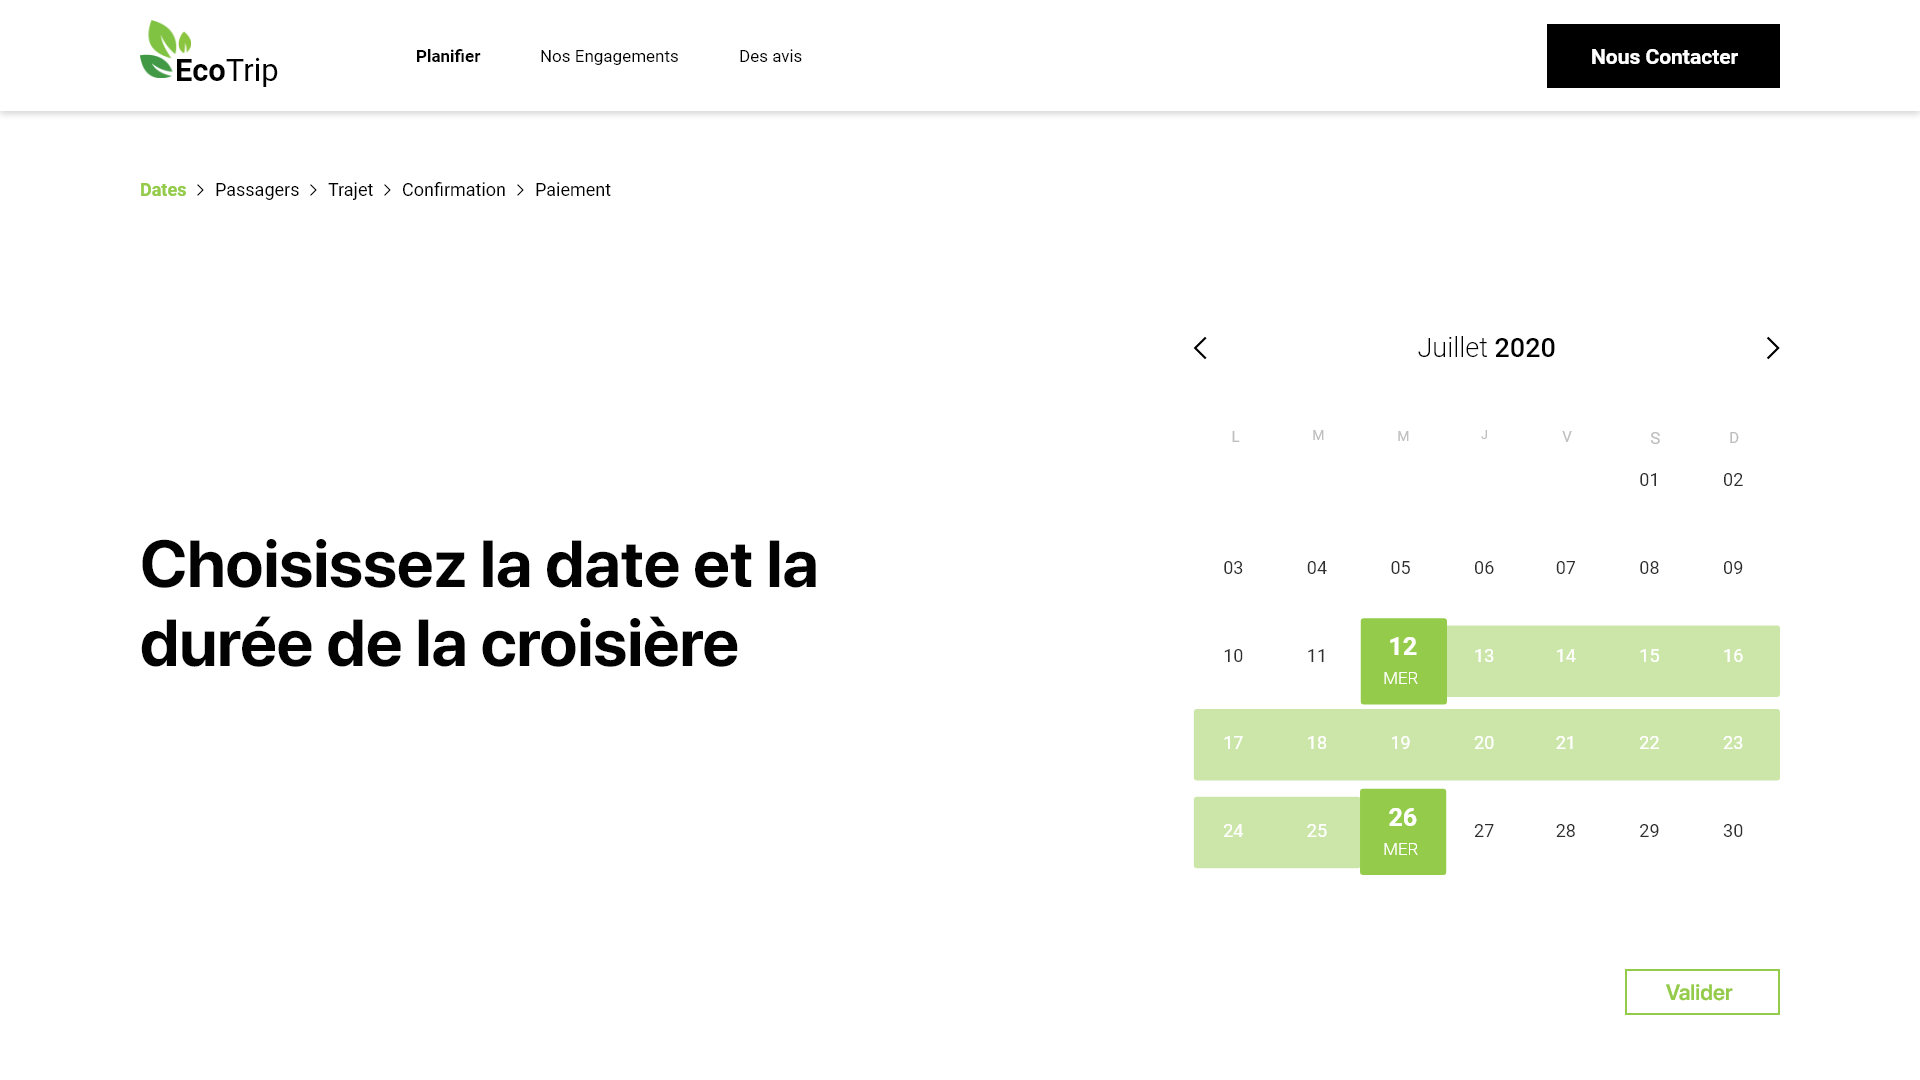 EcoTrip
Planifier Nos Engagements Des avis
Nous Contacter
Dates > Passagers > Trajet > Confirmation > Paiement
Choisissez la date et la
durée de la croisière
Juillet 2020
L M M J V S D
01 02
03 04 05 06 07 08 09
10 11 12 13 14 15 16
MER
17 18 19 20 21 22 23
24 25 26 27 28 29 30
MER
Valider